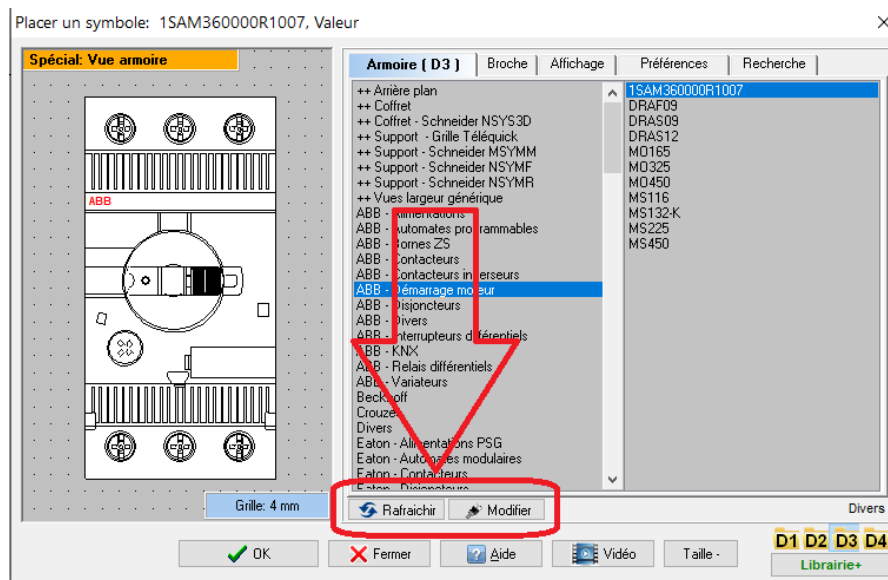 Placer un symbole: 1SAM360000R1007, Valeur
Spécial: Vue armoire
ABB
Grille: 4 mm
Armoire ( D3 )
Broche
Affichage
Préférences
Recherche
++ Arrière plan
++ Coffret
++ Coffret - Schneider NSYS3D
++ Support - Grille Téléquick
++ Support - Schneider MSYMM
++ Support - Schneider NSYMF
++ Support - Schneider NSYMR
++ Vues largeur générique
ABB - Alimentations
ABB - Automates programmables
ABB - Bornes ZS
ABB - Contacteurs
ABB - Contacteurs inverseurs
ABB - Démarrage moteur
ABB - Disjoncteurs
ABB - Divers
ABB - Interrupteurs différentiels
ABB - KNX
ABB - Relais différentiels
ABB - Variateurs
Beckhoff
Crouzet
Divers
Eaton - Alimentations PSG
Eaton - Automates modulaires
Eaton - Contacteurs
Eaton - Disjoncteurs
1SAM360000R1007
DRAF09
DRAS09
DRAS12
MO165
MO325
MO450
MS116
MS132-K
MS225
MS450
Rafraichir
Modifier
Divers
OK
Fermer
Aide
Vidéo
Taille -
D1 D2 D3 D4
Librairie+